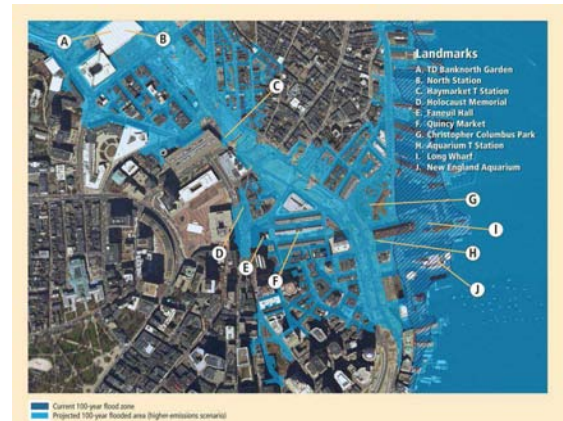 Landmarks
A. TD Banknorth Garden
B. North Station
C. Haymarket T Station
D. Holocaust Memorial
E. Faneuil Hall
F. Quincy Market
G. Christopher Columbus Park
H. Aquarium T Station
I. Long Wharf
J. New England Aquarium
A
B
C
D
E
F
G
H
I
J
Current 100-year flood zone
Projected 100-year flooded area (higher-emissions scenario)